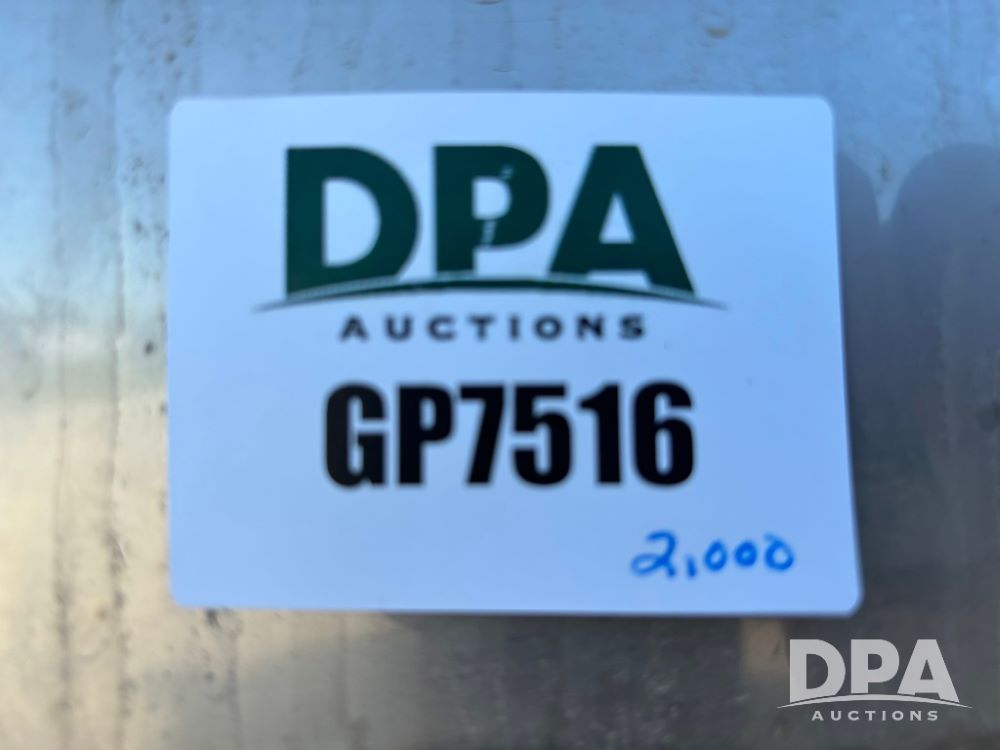 DPA
AUCTIONS
GP7516
2,000
DPA
AUCTIONS